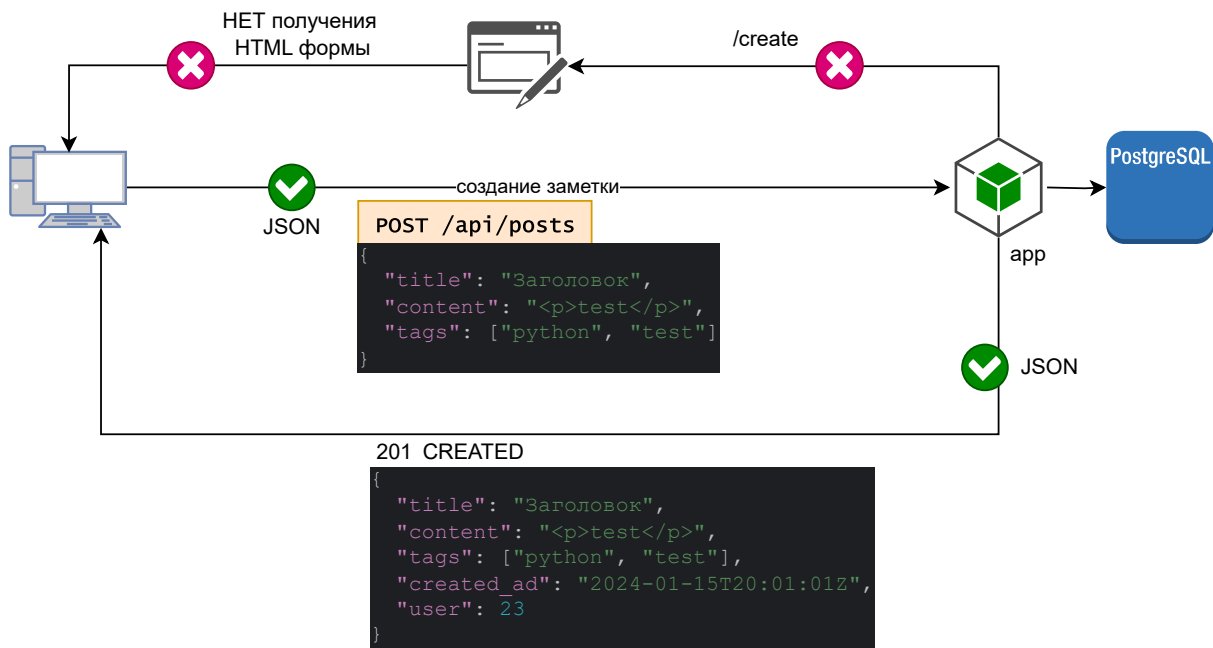 НЕТ получения
HTML формы
/create
PostgreSQL
создание заметки
JSON
POST /api/posts
app
{
"title": "Заголовок",
"content": "<p>test</p>",
"tags": ["python", "test"]
}
JSON
201 CREATED
{
"title": "Заголовок",
"content": "<p>test</p>",
"tags": ["python", "test"],
"created_ad": "2024-01-15T20:01:01Z",
"user": 23
}